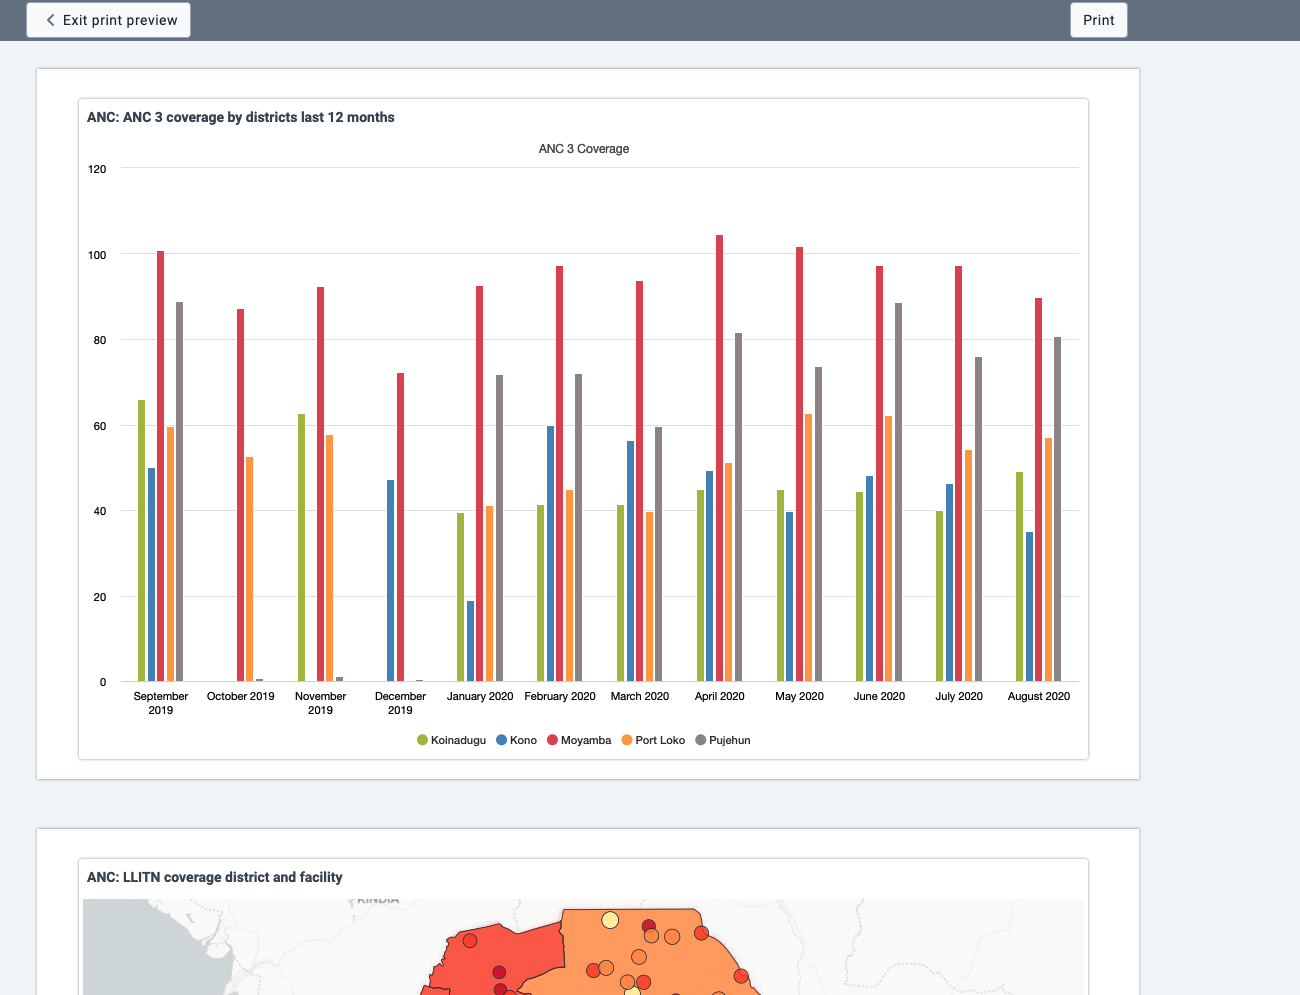 Exit print preview
Print
ANC: ANC 3 coverage by districts last 12 months
ANC 3 Coverage
120
100
80
60
40
20
0
September 2019
October 2019
November 2019
December 2019
January 2020
February 2020
March 2020
April 2020
May 2020
June 2020
July 2020
August 2020
Koinadugu
Kono
Moyamba
Port Loko
Pujehun
ANC: LLITN coverage district and facility
KINDIA